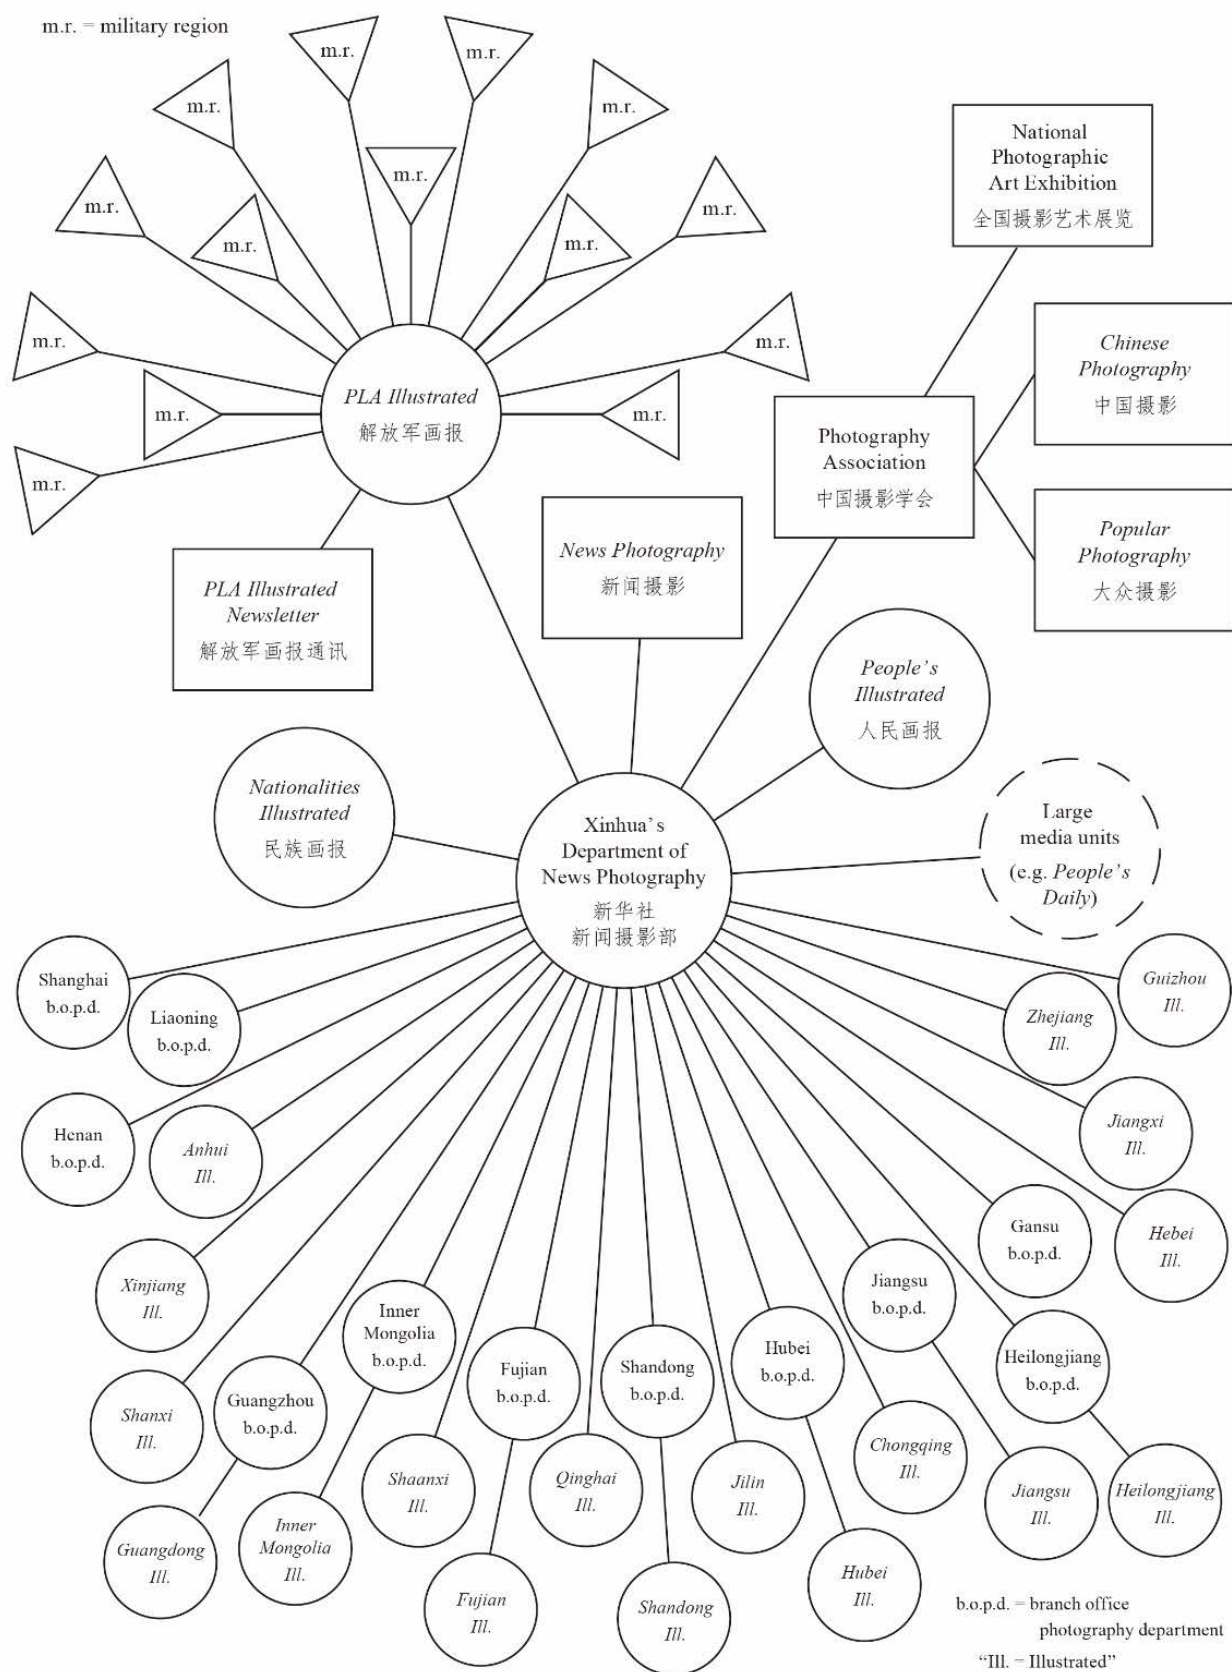 m.r. = military region
m.r.
m.r.
m.r.
m.r.
m.r.
m.r.
m.r.
m.r.
m.r.
m.r.
m.r.
m.r.
m.r.
m.r.
PLA Illustrated
解放军画报
PLA Illustrated
Newsletter
解放军画报通讯
News Photography
新闻摄影
National
Photographic
Art Exhibition
全国摄影艺术展览
Photography
Association
中国摄影学会
Chinese
Photography
中国摄影
Popular
Photography
大众摄影
People's
Illustrated
人民画报
Nationalities
Illustrated
民族画报
Xinhua's
Department of
News Photography
新华社
新闻摄影部
Large
media units
(e.g. People's
Daily)
Shanghai
b.o.p.d.
Liaoning
b.o.p.d.
Zhejiang
Ill.
Guizhou
Ill.
Henan
b.o.p.d.
Anhui
Ill.
Jiangxi
Ill.
Gansu
b.o.p.d.
Hebei
Ill.
Xinjiang
Ill.
Inner
Mongolia
b.o.p.d.
Jiangsu
b.o.p.d.
Fujian
b.o.p.d.
Shandong
b.o.p.d.
Hubei
b.o.p.d.
Heilongjiang
b.o.p.d.
Shanxi
Ill.
Guangzhou
b.o.p.d.
Shaanxi
Ill.
Qinghai
Ill.
Jilin
Ill.
Chongqing
Ill.
Jiangsu
Ill.
Heilongjiang
Ill.
Guangdong
Ill.
Inner
Mongolia
Ill.
Fujian
Ill.
Shandong
Ill.
Hubei
Ill.
b.o.p.d. = branch office
photography department
“Ill. = Illustrated”